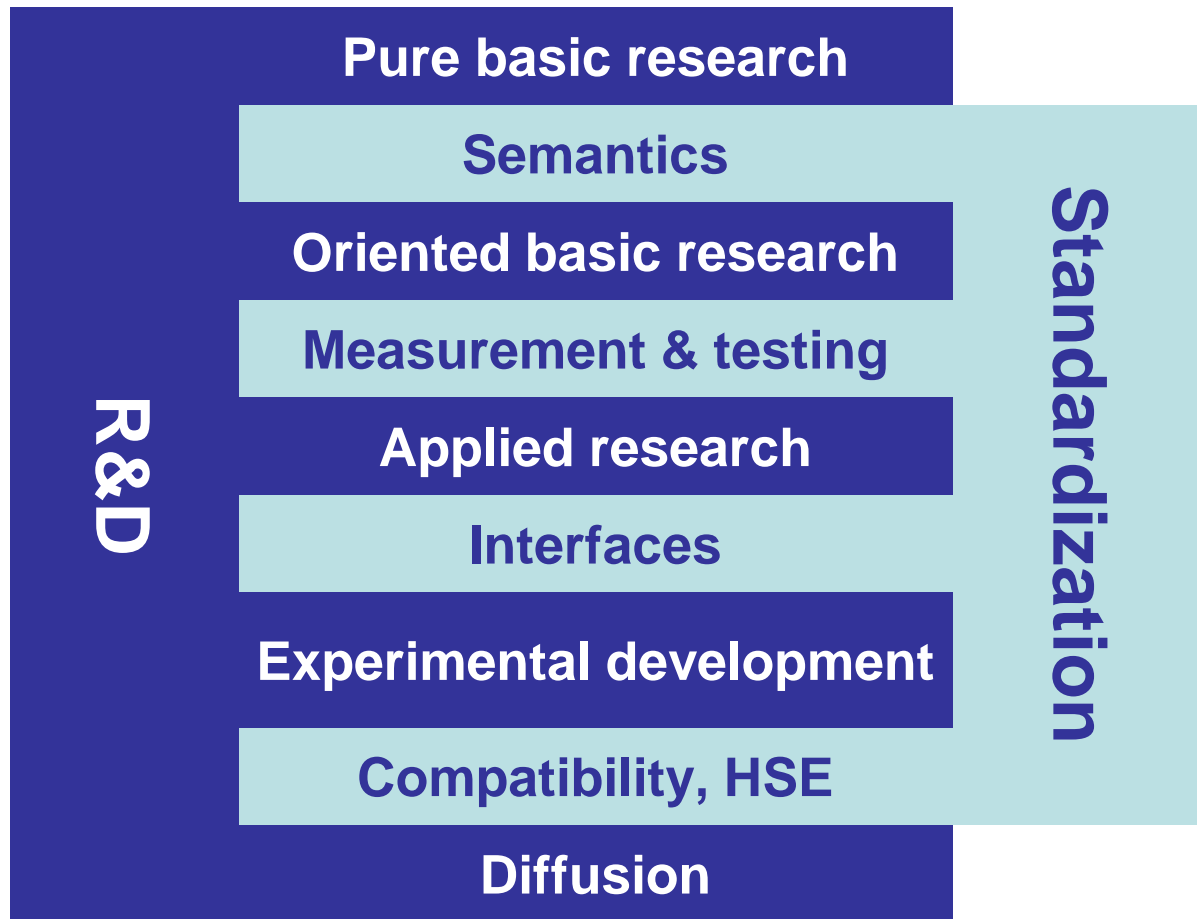 Pure basic research
Semantics
Oriented basic research
Measurement & testing
Applied research
Interfaces
Experimental development
Compatibility, HSE
Diffusion
R&D
Standardization